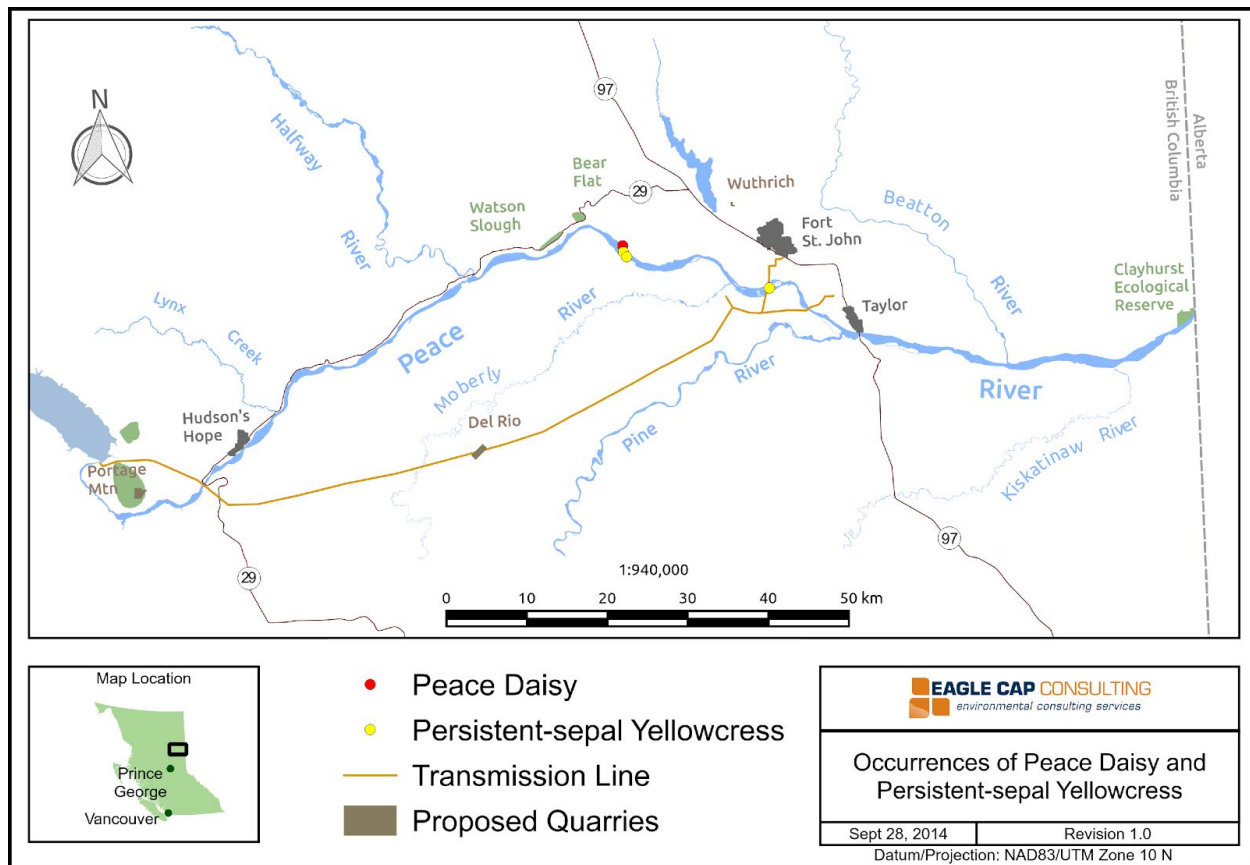 N
97
Halfway
River
Bear
Flat
29
Wuthrich
Watson
Slough
Fort
St. John
Beatton
River
Alberta
British Columbia
Clayhurst
Ecological
Reserve
Lynx
Creek
Peace
River
Moberly
Taylor
River
Pine
River
Kiskatinaw River
Hudson's
Hope
Del Rio
Portage
Mtn
29
97
1:940,000
0 10 20 30 40 50 km
Map Location
Prince
George
Vancouver
Peace Daisy
Persistent-sepal Yellowcress
Transmission Line
Proposed Quarries
EAGLE CAP CONSULTING
environmental consulting services
Occurrences of Peace Daisy and
Persistent-sepal Yellowcress
Sept 28, 2014 Revision 1.0
Datum/Projection: NAD83/UTM Zone 10 N